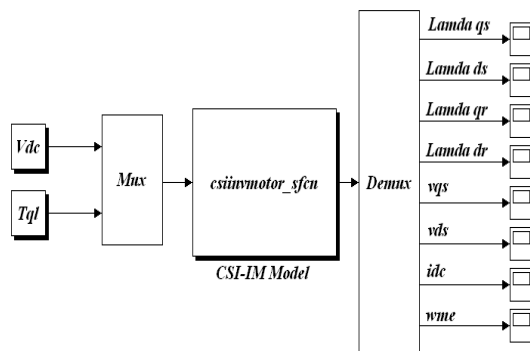 Vdc
Tql
Mux
csiinvmotor_sfcn
CSI-IM Model
Demux
Lamda qs
Lamda ds
Lamda qr
Lamda dr
vqs
vds
idc
wme